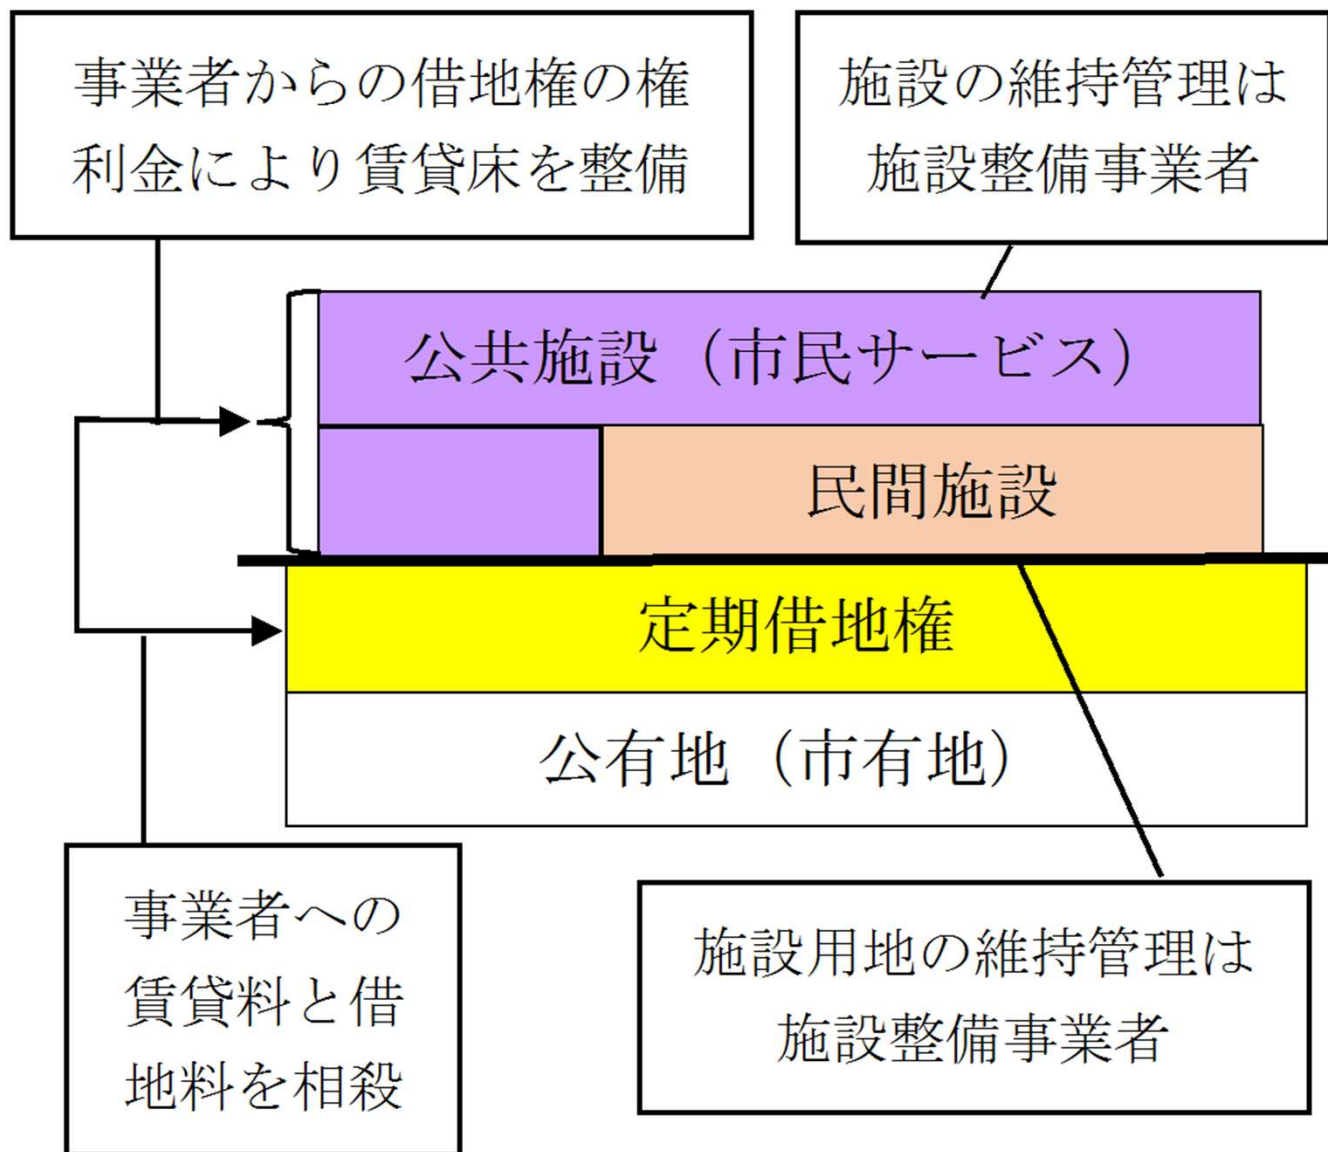 事業者からの借地権の権
利金により賃貸床を整備
施設の維持管理は
施設整備事業者
公共施設（市民サービス）
民間施設
定期借地権
公有地（市有地）
事業者への
賃貸料と借
地料を相殺
施設用地の維持管理は
施設整備事業者